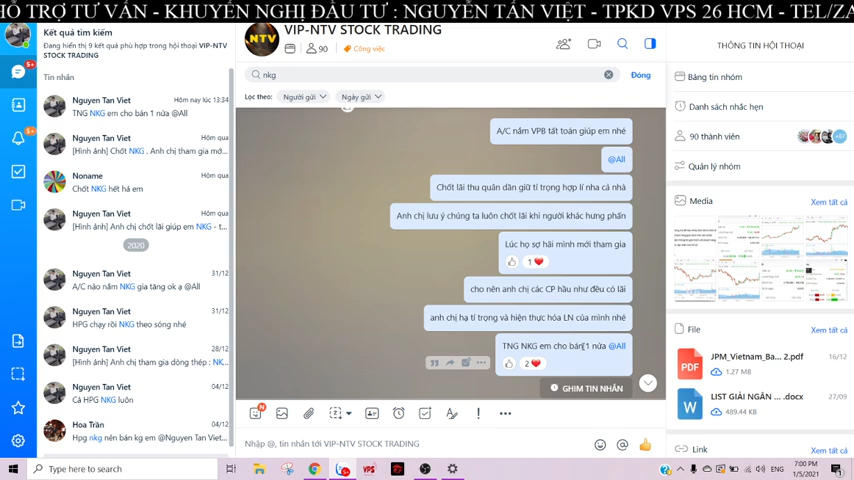 HỖ TRỢ TƯ VẤN - KHUYẾN NGHỊ ĐẦU TƯ : NGUYỄN TẤN VIỆT - TPKD VPS 26 HCM - TEL/ZA
Kết quả tìm kiếm
Đang hiển thị 9 kết quả phù hợp trong hội thoại VIP-NTV STOCK TRADING
Tin nhắn
Nguyen Tan Viet Hôm nay lúc 13:34
TNG NKG em cho bán 1 nửa @All
Nguyen Tan Viet Hôm qua
[Hình ảnh] Chốt NKG . Anh chị tham gia mớ...
Noname Hôm qua
Chốt NKG hết hả em
Nguyen Tan Viet Hôm qua
[Hình ảnh] Anh chị chốt lãi giúp em NKG - t...
2020
Nguyen Tan Viet 31/12
A/C nào nắm NKG gia tăng ok ạ @All
Nguyen Tan Viet 31/12
HPG chạy rồi NKG theo sóng nhé
Nguyen Tan Viet 28/12
[Hình ảnh] Anh chị tham gia dòng thép : NK...
Nguyen Tan Viet 04/12
Cả HPG NKG luôn
Hoa Trần 04/12
Hpg nkg nên bán kg em @Nguyen Tan Viet...
NTV
VIP-NTV STOCK TRADING
90
Công việc
nkg
Đóng
Lọc theo:
Người gửi
Ngày gửi
A/C nắm VPB tất toán giúp em nhé
@All
Chốt lãi thu quân dần giữ tỉ trọng hợp lí nha cả nhà
Anh chị lưu ý chúng ta luôn chốt lãi khi người khác hưng phấn
Lúc họ sợ hãi mình mới tham gia
1
cho nên anh chị các CP hầu như đều có lãi
anh chị hạ tỉ trọng và hiện thực hóa LN của mình nhé
TNG NKG em cho bán 1 nửa @All
2
GHIM TIN NHẮN
Nhập @, tin nhắn tới VIP-NTV STOCK TRADING
THÔNG TIN HỘI THOẠI
Bảng tin nhóm
Danh sách nhắc hẹn
90 thành viên
+87
Quản lý nhóm
Media
Xem tất cả
File
Xem tất cả
PDF
JPM_Vietnam_Ba... 2.pdf 16/12
1.27 MB
W
LIST GIẢI NGÂN ... .docx 27/09
489.44 KB
Link
Xem tất cả
Type here to search
VPS
ENG
7:00 PM
1/5/2021